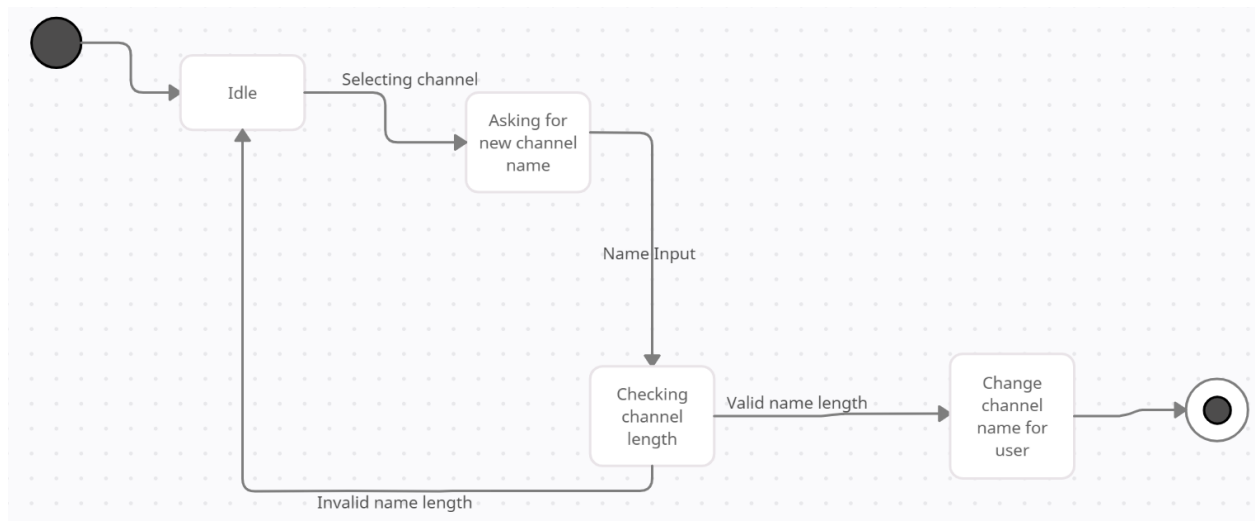 Selecting channel
Idle
Asking for
new channel
name
Name Input
Checking
channel
length
Valid name length
Change
channel
name for
user
Invalid name length